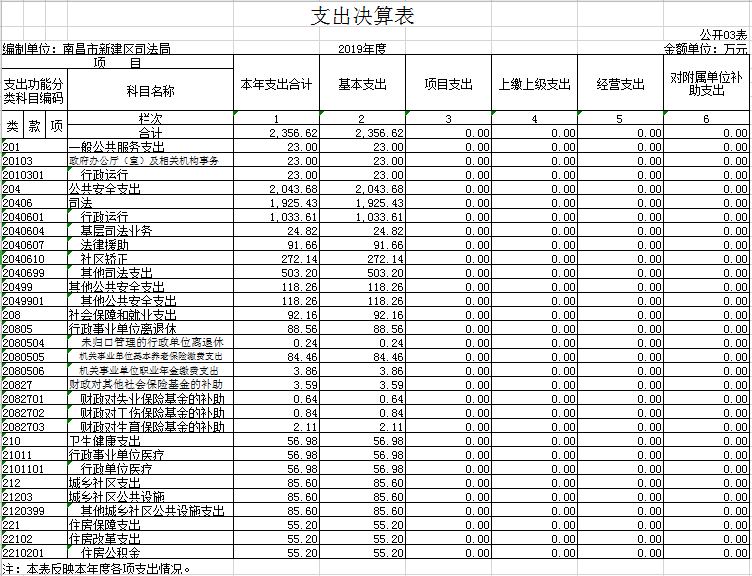 支出决算表
公开03表
编制单位：南昌市新建区司法局 2019年度 金额单位：万元
项 目 本年支出合计 基本支出 项目支出 上缴上级支出 经营支出 对附属单位补助支出
支出功能分类科目编码 科目名称
类 款 项 栏次 1 2 3 4 5 6
合计 2,356.62 2,356.62 0.00 0.00 0.00 0.00
201 一般公共服务支出 23.00 23.00 0.00 0.00 0.00 0.00
20103 政府办公厅（室）及相关机构事务 23.00 23.00 0.00 0.00 0.00 0.00
2010301 行政运行 23.00 23.00 0.00 0.00 0.00 0.00
204 公共安全支出 2,043.68 2,043.68 0.00 0.00 0.00 0.00
20406 司法 1,925.43 1,925.43 0.00 0.00 0.00 0.00
2040601 行政运行 1,033.61 1,033.61 0.00 0.00 0.00 0.00
2040604 基层司法业务 24.82 24.82 0.00 0.00 0.00 0.00
2040607 法律援助 91.66 91.66 0.00 0.00 0.00 0.00
2040610 社区矫正 272.14 272.14 0.00 0.00 0.00 0.00
2040699 其他司法支出 503.20 503.20 0.00 0.00 0.00 0.00
20499 其他公共安全支出 118.26 118.26 0.00 0.00 0.00 0.00
2049901 其他公共安全支出 118.26 118.26 0.00 0.00 0.00 0.00
208 社会保障和就业支出 92.16 92.16 0.00 0.00 0.00 0.00
20805 行政事业单位离退休 88.56 88.56 0.00 0.00 0.00 0.00
2080504 未归口管理的行政单位离退休 0.24 0.24 0.00 0.00 0.00 0.00
2080505 机关事业单位基本养老保险缴费支出 84.46 84.46 0.00 0.00 0.00 0.00
2080506 机关事业单位职业年金缴费支出 3.86 3.86 0.00 0.00 0.00 0.00
20827 财政对其他社会保险基金的补助 3.59 3.59 0.00 0.00 0.00 0.00
2082701 财政对失业保险基金的补助 0.64 0.64 0.00 0.00 0.00 0.00
2082702 财政对工伤保险基金的补助 0.84 0.84 0.00 0.00 0.00 0.00
2082703 财政对生育保险基金的补助 2.11 2.11 0.00 0.00 0.00 0.00
210 卫生健康支出 56.98 56.98 0.00 0.00 0.00 0.00
21011 行政事业单位医疗 56.98 56.98 0.00 0.00 0.00 0.00
2101101 行政单位医疗 56.98 56.98 0.00 0.00 0.00 0.00
212 城乡社区支出 85.60 85.60 0.00 0.00 0.00 0.00
21203 城乡社区公共设施 85.60 85.60 0.00 0.00 0.00 0.00
2120399 其他城乡社区公共设施支出 85.60 85.60 0.00 0.00 0.00 0.00
221 住房保障支出 55.20 55.20 0.00 0.00 0.00 0.00
22102 住房改革支出 55.20 55.20 0.00 0.00 0.00 0.00
2210201 住房公积金 55.20 55.20 0.00 0.00 0.00 0.00
注：本表反映本年度各项支出情况。